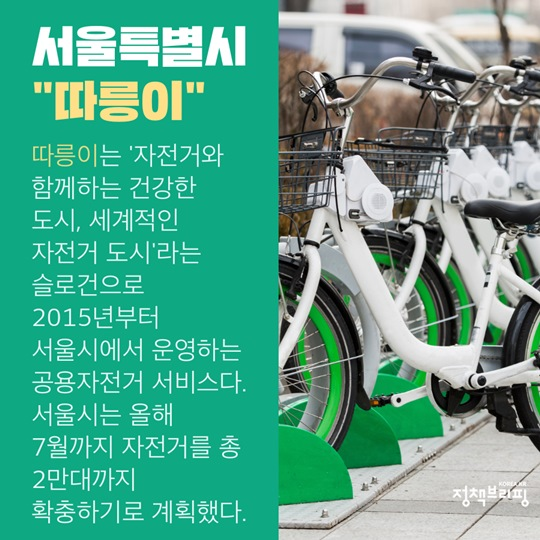 서울특별시
"따릉이"
따릉이는 '자전거와
함께하는 건강한
도시, 세계적인
자전거 도시'라는
슬로건으로
2015년부터
서울시에서 운영하는
공용자전거 서비스다.
서울시는 올해
7월까지 자전거를 총
2만대까지
확충하기로 계획했다.
KOREA.KR
정책브리핑